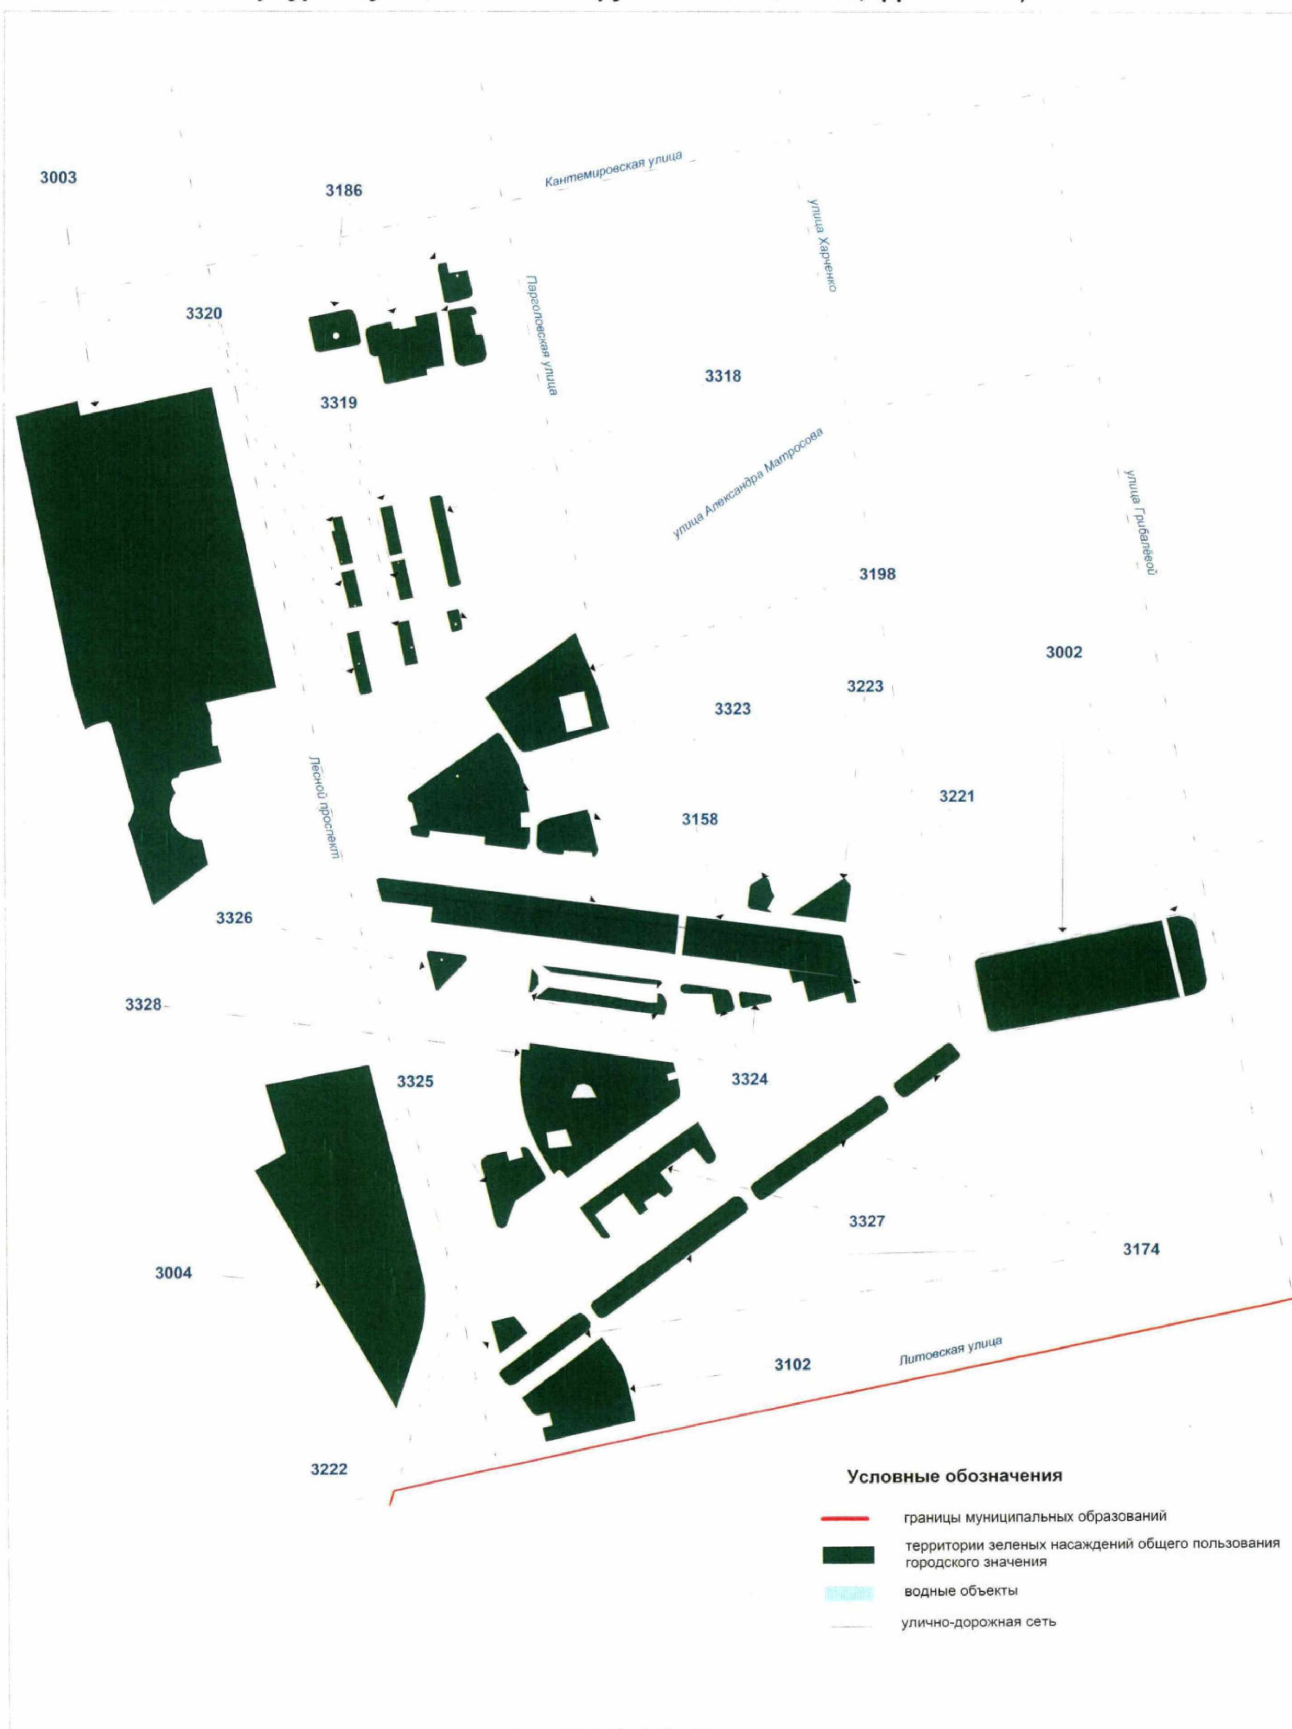 Кантемировская улица
3003
3186
улица Харченко
Парголовская улица
3320
3318
3319
улица Александра Матросова
улица Грибалёвой
3198
3002
3223
3323
Лесной проспект
3221
3158
3326
3328
3325
3324
3327
3174
3004
Литовская улица
3102
3222
Условные обозначения
границы муниципальных образований
территории зеленых насаждений общего пользования
городского значения
водные объекты
улично-дорожная сеть